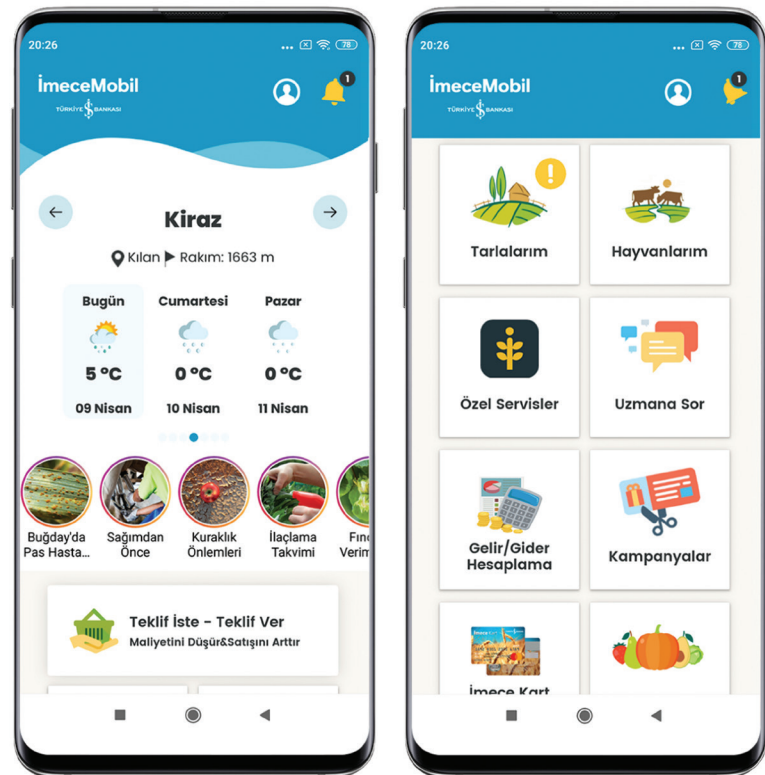 20:26
78
İmeceMobil
TÜRKİYE İŞ BANKASI
1
Kiraz
Kılan Rakım: 1663 m
Bugün Cumartesi Pazar
5 °C 0 °C 0 °C
09 Nisan 10 Nisan 11 Nisan
Buğday'da Sağımdan Kuraklık İlaçlama
Pas Hasta... Önce Önlemleri Takvimi Verim
Teklif İste - Teklif Ver
Maliyetini Düşür&Satışını Arttır
20:26
78
İmeceMobil
TÜRKİYE İŞ BANKASI
1
Tarlalarım Hayvanlarım
Özel Servisler Uzmana Sor
Gelir/Gider
Hesaplama Kampanyalar
İmece Kart